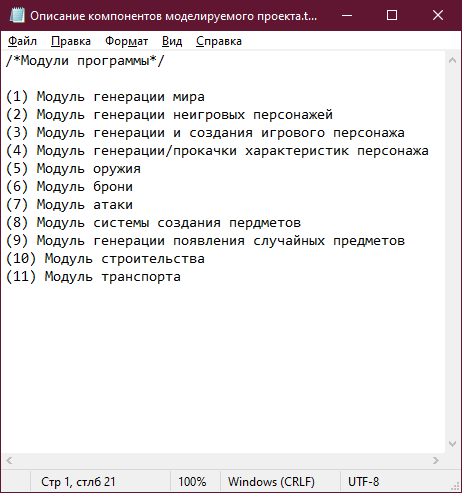 Описание компонентов моделируемого проекта.t...
Файл Правка Формат Вид Справка
/*Модули программы*/
(1) Модуль генерации мира
(2) Модуль генерации неигровых персонажей
(3) Модуль генерации и создания игрового персонажа
(4) Модуль генерации/прокачки характеристик персонажа
(5) Модуль оружия
(6) Модуль брони
(7) Модуль атаки
(8) Модуль системы создания пердметов
(9) Модуль генерации появления случайных предметов
(10) Модуль строительства
(11) Модуль транспорта
Стр 1, стлб 21 100% Windows (CRLF) UTF-8